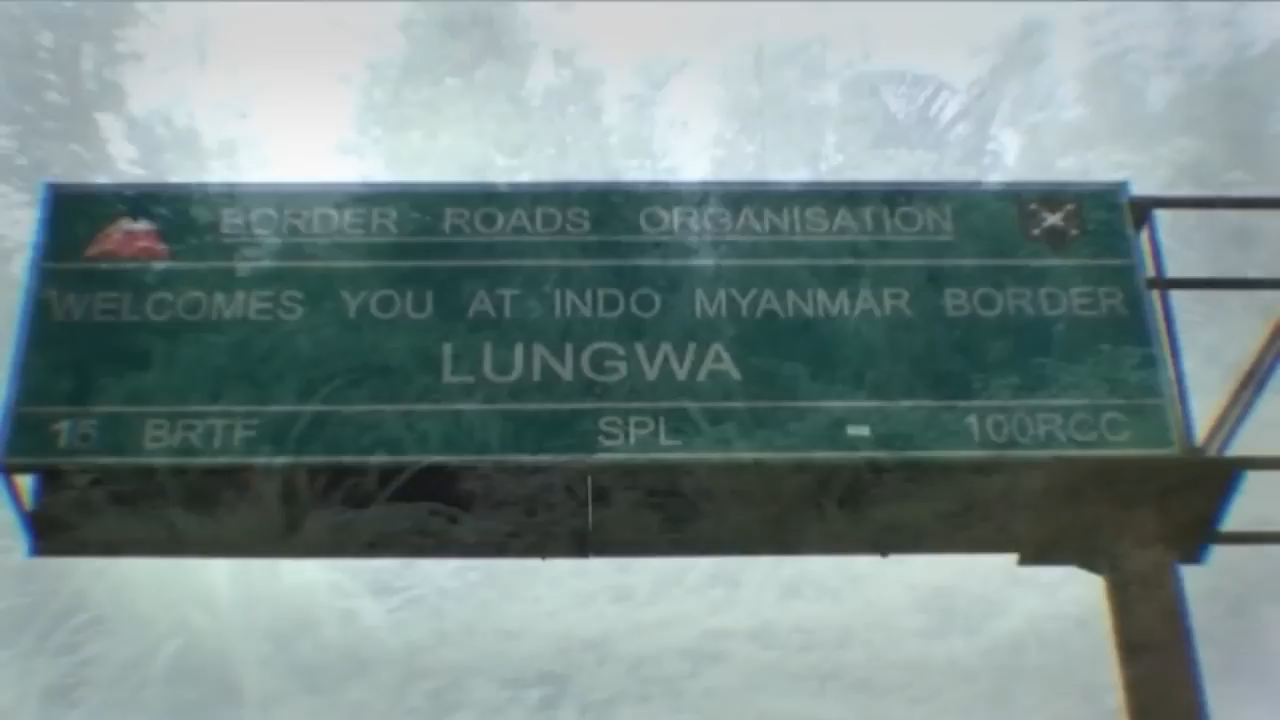 BORDER ROADS ORGANISATION
WELCOMES YOU AT INDO MYANMAR BORDER
LUNGWA
15 BRTF SPL - 100RCC